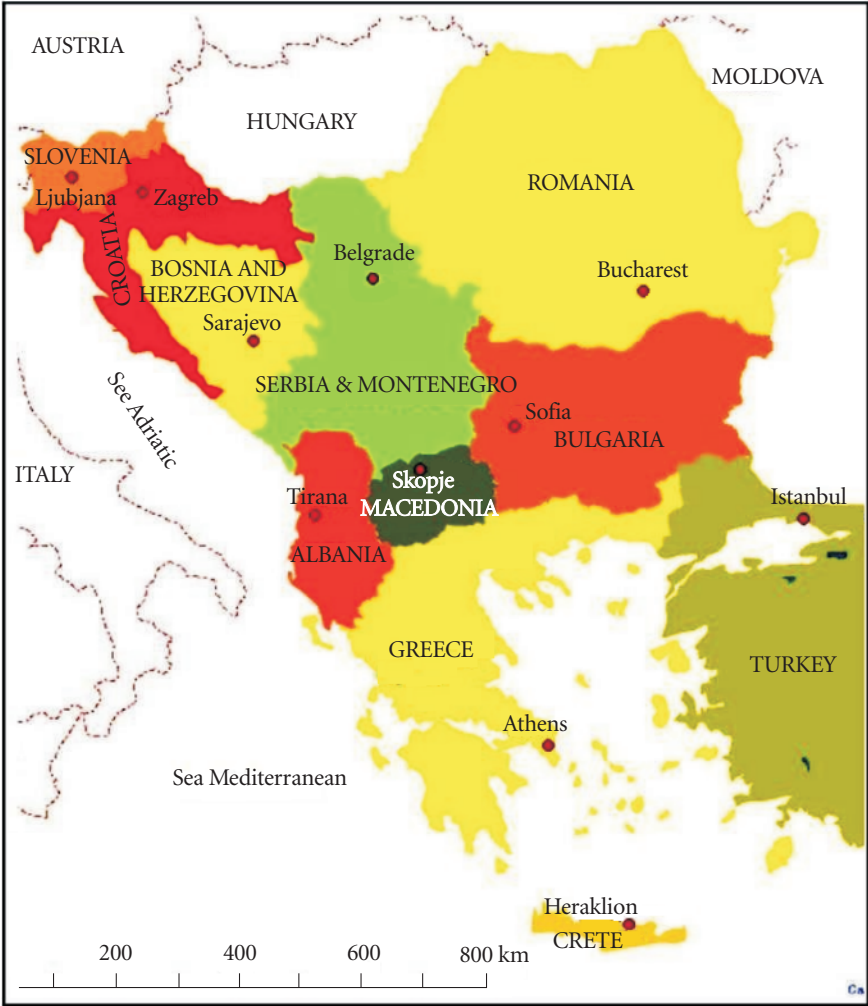 AUSTRIA
MOLDOVA
HUNGARY
SLOVENIA
Ljubjana
Zagreb
ROMANIA
CROATIA
BOSNIA AND
HERZEGOVINA
Sarajevo
Belgrade
Bucharest
SERBIA & MONTENEGRO
See Adriatic
Sofia
BULGARIA
ITALY
Skopje
MACEDONIA
Tirana
ALBANIA
Istanbul
GREECE
TURKEY
Athens
Sea Mediterranean
Heraklion
CRETE
200 400 600 800 km
Ca